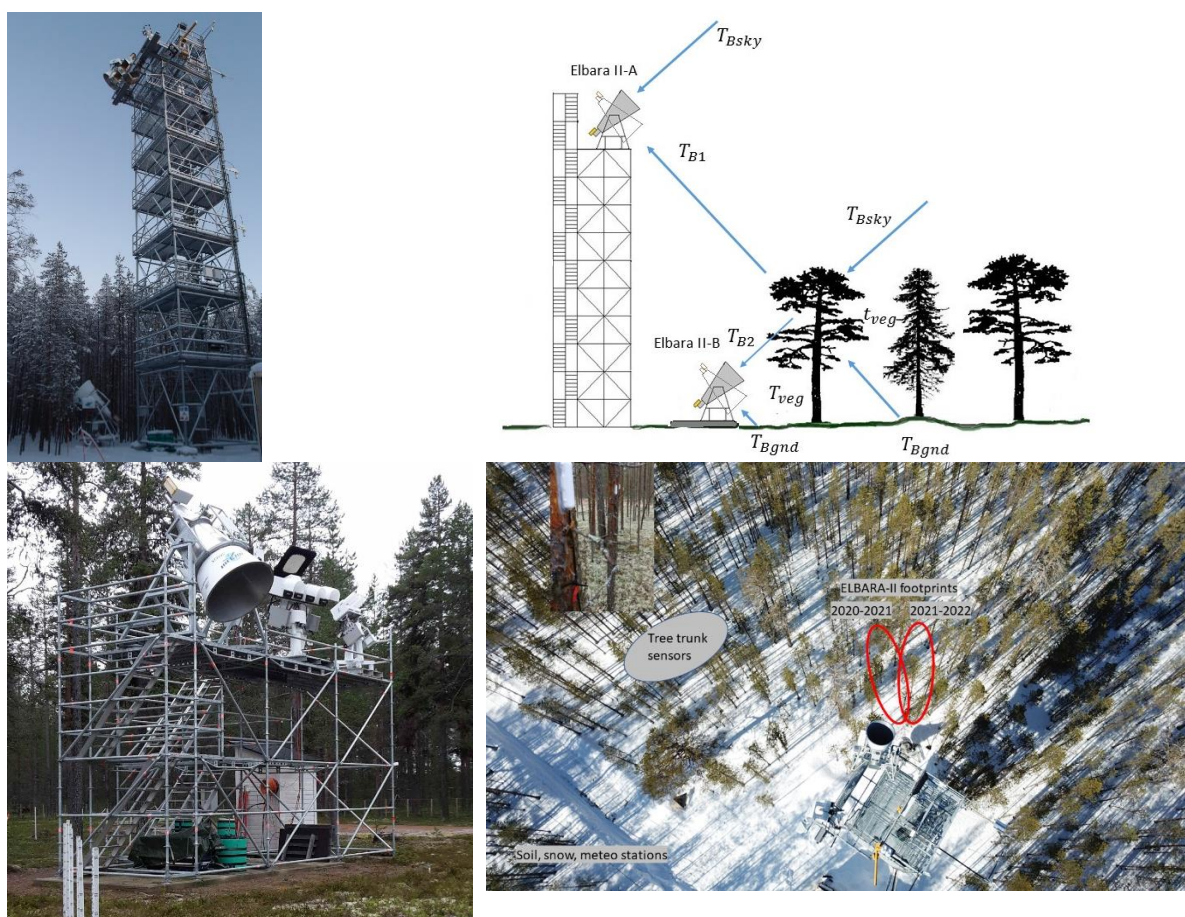 T_Bsky
Elbara II-A
T_B1
T_Bsky
t_veg
Elbara II-B
T_B2
T_veg
T_Bgnd
T_Bgnd
ELBARA-II footprints
2020-2021
2021-2022
Tree trunk
sensors
Soil, snow, meteo stations